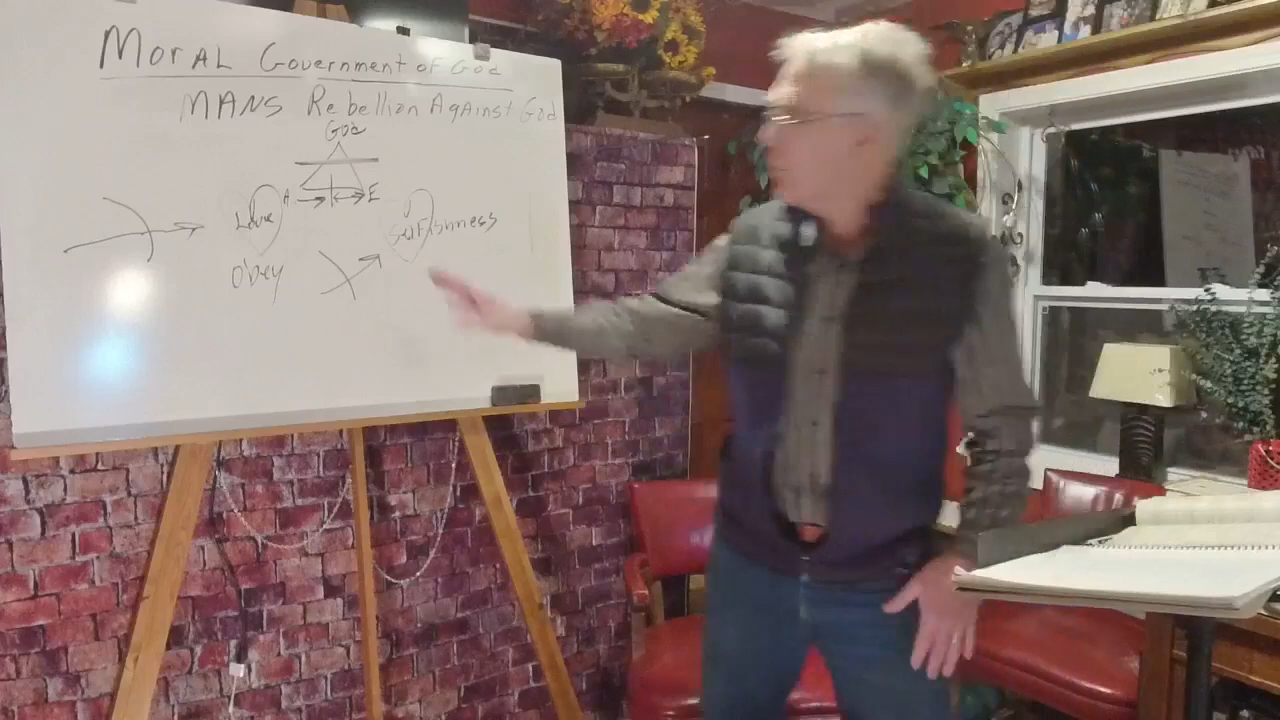 MORAL Government of God
MANS Rebellion Against God
God
A E
Love Selfishness
Obey